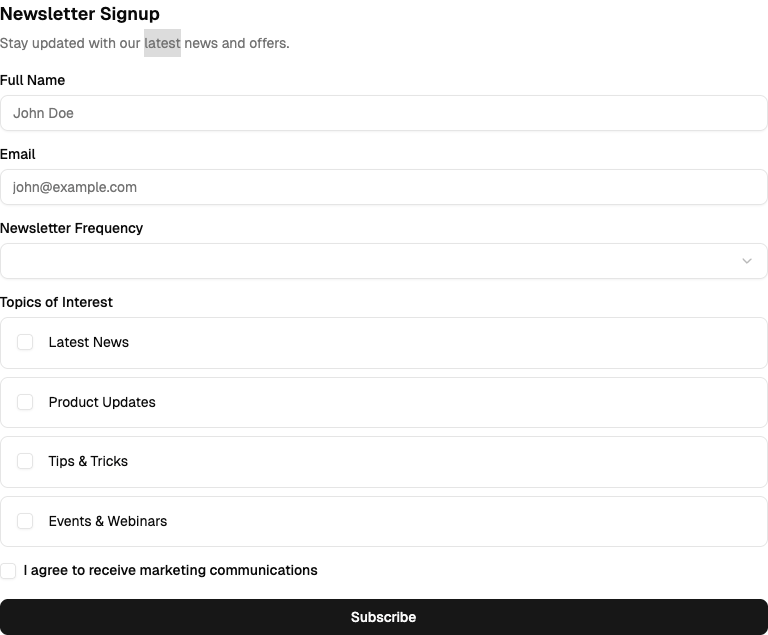 Newsletter Signup
Stay updated with our latest news and offers.
Full Name
John Doe
Email
john@example.com
Newsletter Frequency
Topics of Interest
Latest News
Product Updates
Tips & Tricks
Events & Webinars
I agree to receive marketing communications
Subscribe